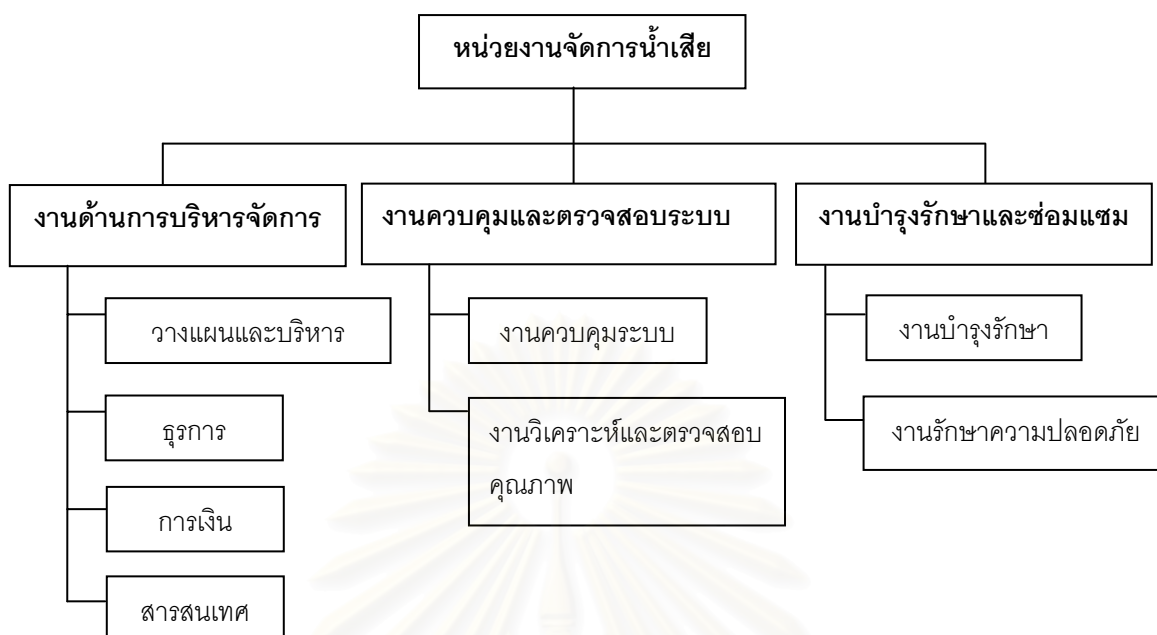 หน่วยงานจัดการน้ำเสีย
งานด้านการบริหารจัดการ
วางแผนและบริหาร
ธุรการ
การเงิน
สารสนเทศ
งานควบคุมและตรวจสอบระบบ
งานควบคุมระบบ
งานวิเคราะห์และตรวจสอบ
คุณภาพ
งานบำรุงรักษาและซ่อมแซม
งานบำรุงรักษา
งานรักษาความปลอดภัย